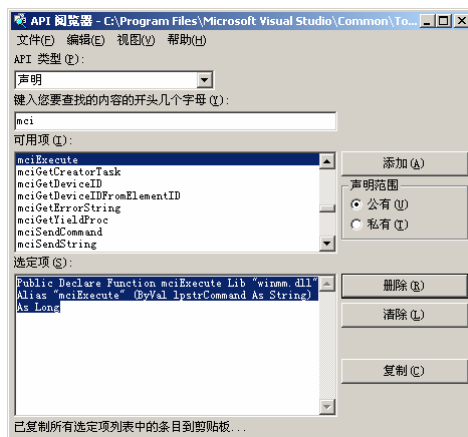 API 阅览器 - C:\Program Files\Microsoft Visual Studio\Common\To...
文件(F) 编辑(E) 视图(V) 帮助(H)
API 类型(P):
声明
键入您要查找的内容的开头几个字母(Y):
mci
可用项(I):
mciExecute
mciGetCreatorTask
mciGetDeviceID
mciGetDeviceIDFromElementID
mciGetErrorString
mciGetYieldProc
mciSendCommand
mciSendString
添加(A)
声明范围
公有(U)
私有(T)
选定项(S):
Public Declare Function mciExecute Lib "winmm.dll"
Alias "mciExecute" (ByVal lpstrCommand As String)
As Long
删除(R)
清除(L)
复制(C)
已复制所有选定项列表中的条目到剪贴板...